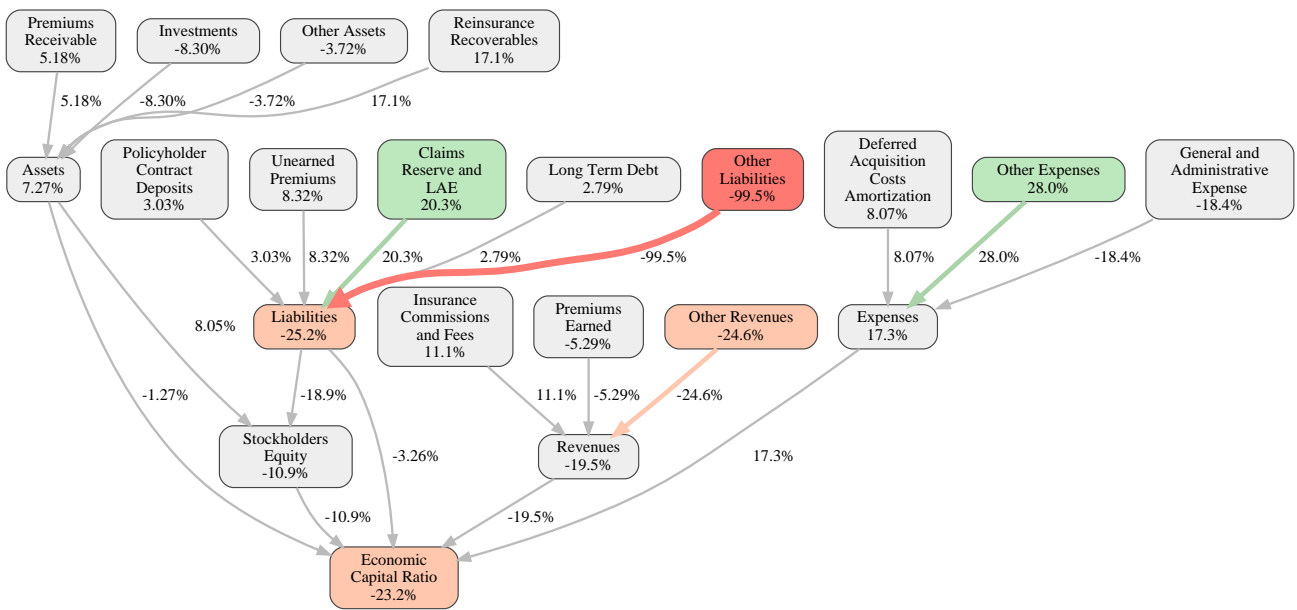 Premiums
Receivable
5.18%
Investments
-8.30%
Other Assets
-3.72%
Reinsurance
Recoverables
17.1%
5.18%
-8.30%
-3.72%
17.1%
Assets
7.27%
Policyholder
Contract
Deposits
3.03%
Unearned
Premiums
8.32%
Claims
Reserve and
LAE
20.3%
Long Term Debt
2.79%
Other
Liabilities
-99.5%
Deferred
Acquisition
Costs
Amortization
8.07%
Other Expenses
28.0%
General and
Administrative
Expense
-18.4%
3.03%
8.32%
20.3%
2.79%
-99.5%
8.07%
28.0%
-18.4%
8.05%
Liabilities
-25.2%
Insurance
Commissions
and Fees
11.1%
Premiums
Earned
-5.29%
Other Revenues
-24.6%
Expenses
17.3%
-1.27%
-18.9%
11.1%
-5.29%
-24.6%
Stockholders
Equity
-10.9%
-3.26%
Revenues
-19.5%
17.3%
-10.9%
-19.5%
Economic
Capital Ratio
-23.2%